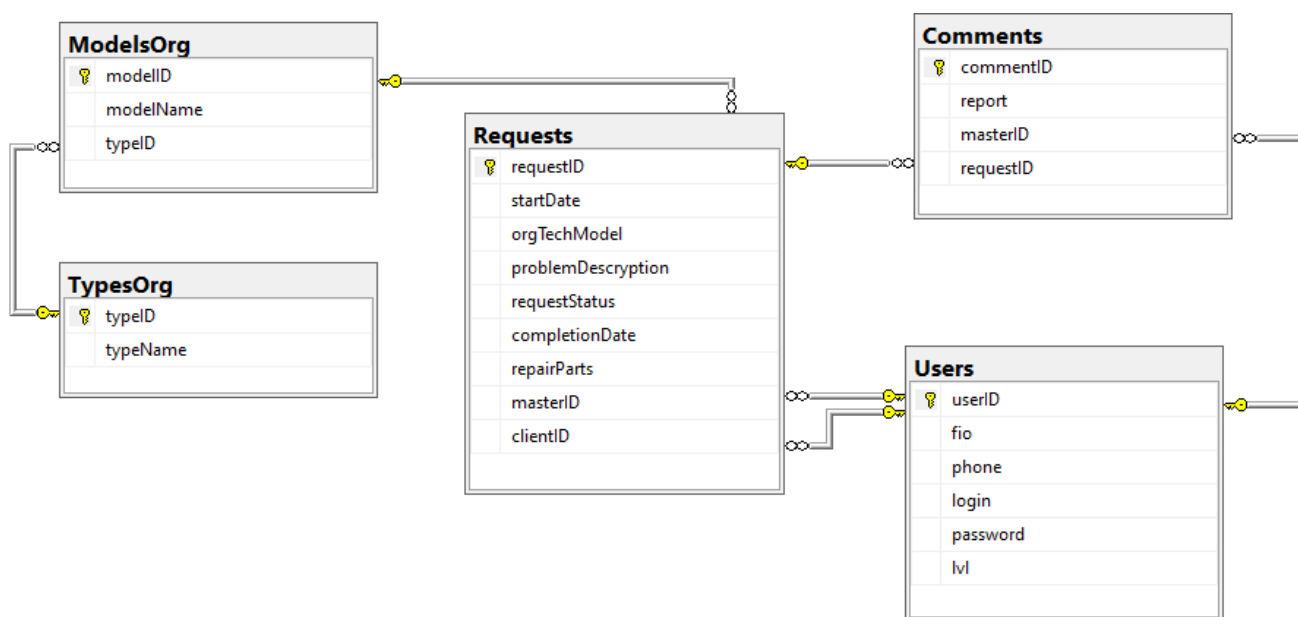 ModelsOrg
modelID
modelName
typeID
TypesOrg
typeID
typeName
Requests
requestID
startDate
orgTechModel
problemDescryption
requestStatus
completionDate
repairParts
masterID
clientID
Comments
commentID
report
masterID
requestID
Users
userID
fio
phone
login
password
lvl